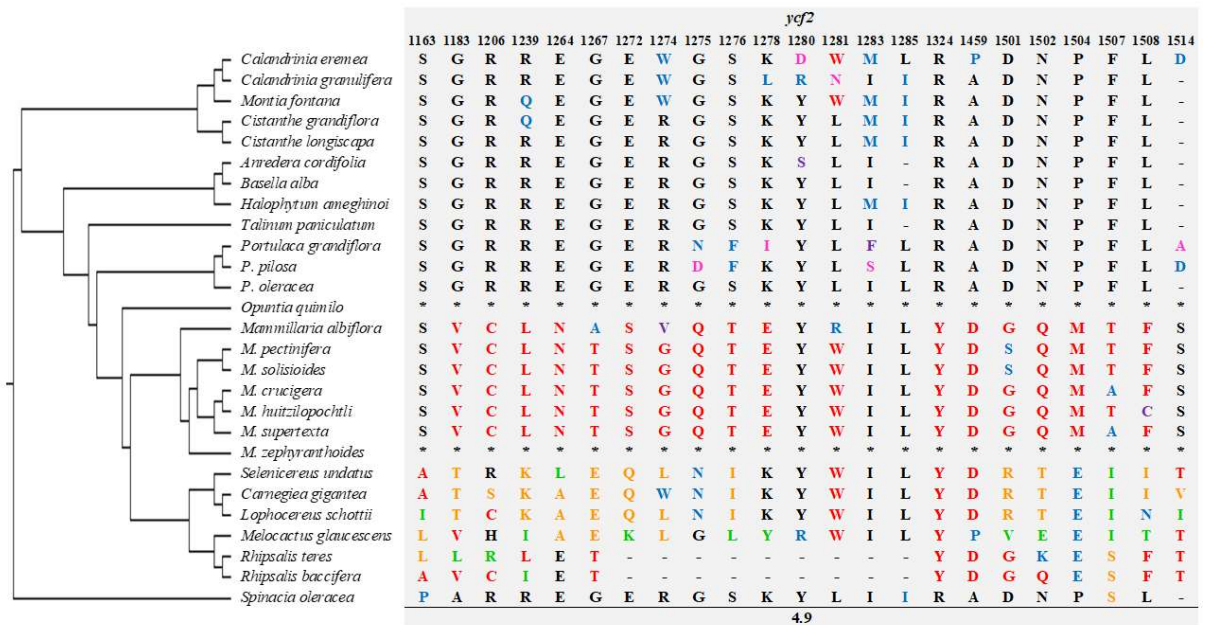 ycf2
1163 1183 1206 1239 1264 1267 1272 1274 1275 1276 1278 1280 1281 1283 1285 1324 1459 1501 1502 1504 1507 1508 1514
Calandrinia eremea S G R R E G E W G S K D W M L R P D N P F L D
Calandrinia granulifera S G R R E G E W G S L R N I I R A D N P F L -
Montia fontana S G R Q E G E W G S K Y W M I R A D N P F L -
Cistanthe grandiflora S G R Q E G E R G S K Y L M I R A D N P F L -
Cistanthe longiscapa S G R R E G E R G S K Y L M I R A D N P F L -
Anredera cordifolia S G R R E G E R G S K S L I - R A D N P F L -
Basella alba S G R R E G E R G S K Y L I - R A D N P F L -
Halophytum ameghinoi S G R R E G E R G S K Y L M I R A D N P F L -
Talinum paniculatum S G R R E G E R G S K Y L I - R A D N P F L -
Portulaca grandiflora S G R R E G E R N F I Y L F L R A D N P F L A
P. pilosa S G R R E G E R D F K Y L S L R A D N P F L D
P. oleracea S G R R E G E R G S K Y L I L R A D N P F L -
Opuntia quimilo * * * * * * * * * * * * * * * * * * * * * * *
Mammillaria albiflora S V C L N A S V Q T E Y R I L Y D G Q M T F S
M. pectinifera S V C L N T S G Q T E Y W I L Y D S Q M T F S
M. solisioides S V C L N T S G Q T E Y W I L Y D S Q M T F S
M. crucigera S V C L N T S G Q T E Y W I L Y D G Q M A F S
M. huitzilopochtli S V C L N T S G Q T E Y W I L Y D G Q M T C S
M. supertexta S V C L N T S G Q T E Y W I L Y D G Q M A F S
M. zephyranthoides * * * * * * * * * * * * * * * * * * * * * * *
Selenicereus undatus A T R K L E Q L N I K Y W I L Y D R T E I I T
Carnegiea gigantea A T S K A E Q W N I K Y W I L Y D R T E I I V
Lophocereus schottii I T C K A E Q L N I K Y W I L Y D R T E I N I
Melocactus glaucescens L V H I A E K L G L Y R W I L Y P V E E I T T
Rhipsalis teres L L R L E T - - - - - - - - - Y D G K E S F T
Rhipsalis baccifera A V C I E T - - - - - - - - - Y D G Q E S F T
Spinacia oleracea P A R R E G E R G S K Y L I I R A D N P S L -
4.9